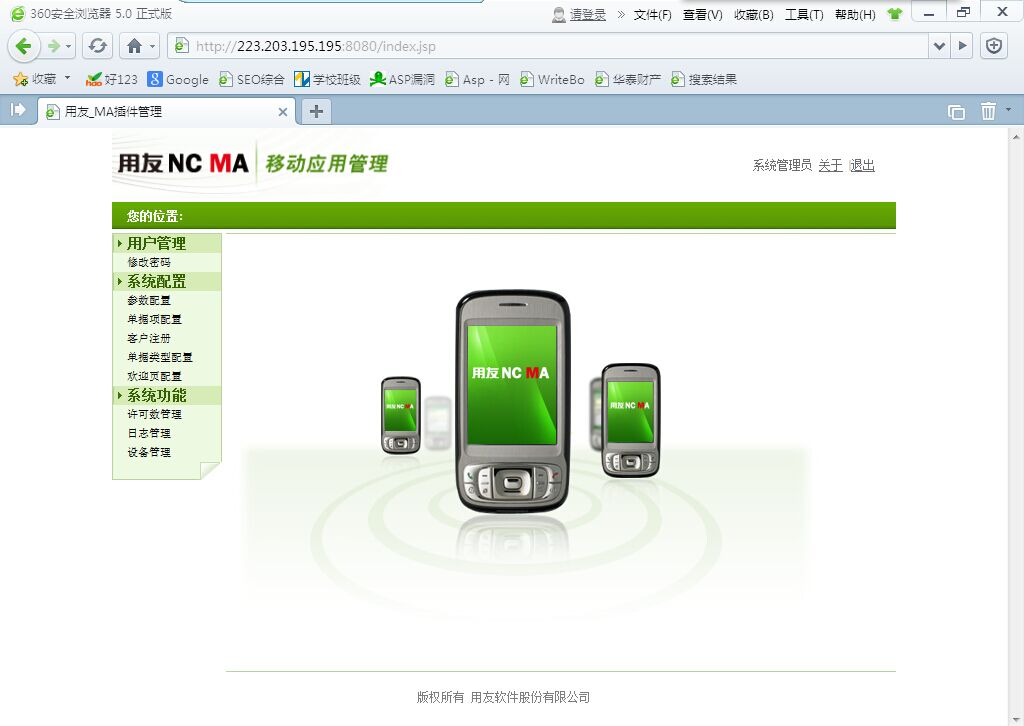 360安全浏览器 5.0 正式版
请登录 » 文件(F) 查看(V) 收藏(B) 工具(T) 帮助(H)
http://223.203.195.195:8080/index.jsp
收藏 好123 Google SEO综合 学校班级 ASP漏洞 Asp - 网 WriteBo 华泰财产 搜索结果
用友_MA插件管理
用友 NC MA 移动应用管理
系统管理员 关于 |退出
您的位置:
用户管理
修改密码
系统配置
参数配置
单据项配置
客户注册
单据类型配置
欢迎页配置
系统功能
许可数管理
日志管理
设备管理
用友 NC MA
用友 NC MA
用友 NC MA
版权所有 用友软件股份有限公司